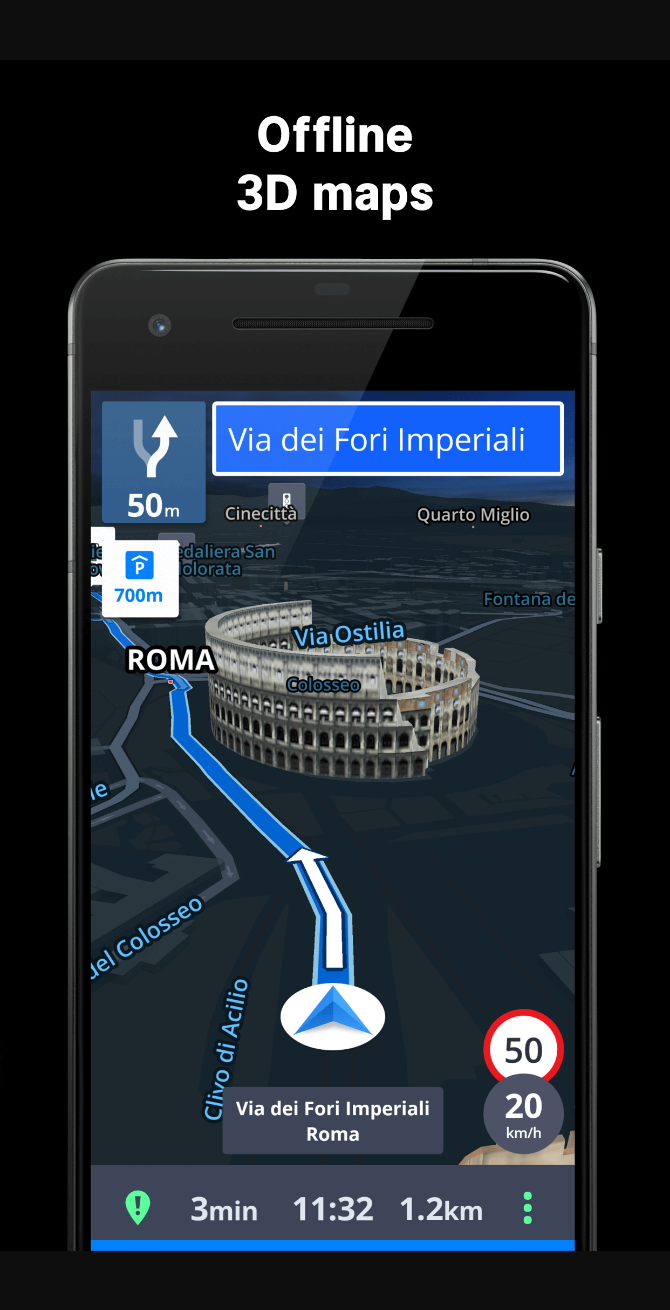 Offline
3D maps
Via dei Fori Imperiali
50m
Cinecittà
Quarto Miglio
edaliera San
olorata
P
700m
Fontana de
Via Ostilia
ROMA
Colosseo
le
del Colosseo
Clivo di Acilio
50
Via dei Fori Imperiali
Roma
20
km/h
3min 11:32 1.2km